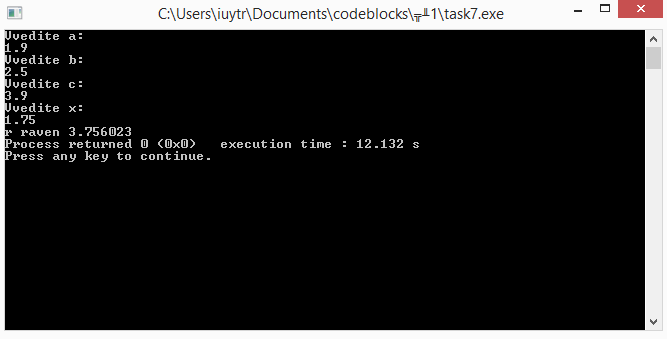 C:\Users\iuytr\Documents\codeblocks\╦╨1\task7.exe
Vvedite a:
1.9
Vvedite b:
2.5
Vvedite c:
3.9
Vvedite x:
1.75
r raven 3.756023
Process returned 0 (0x0)   execution time : 12.132 s
Press any key to continue.